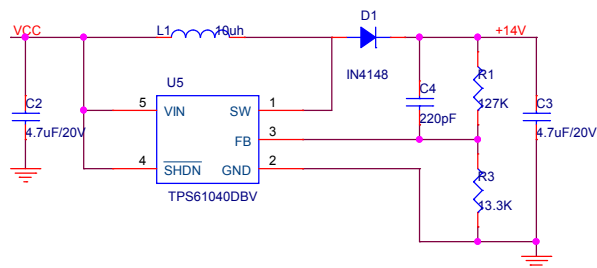 D1
VCC
L1
10uh
+14V
IN4148
U5
C4
R1
C2
C3
5
VIN
SW
1
127K
4.7uF/20V
220pF
4.7uF/20V
FB
3
4
SHDN
GND
2
R3
TPS61040DBV
13.3K